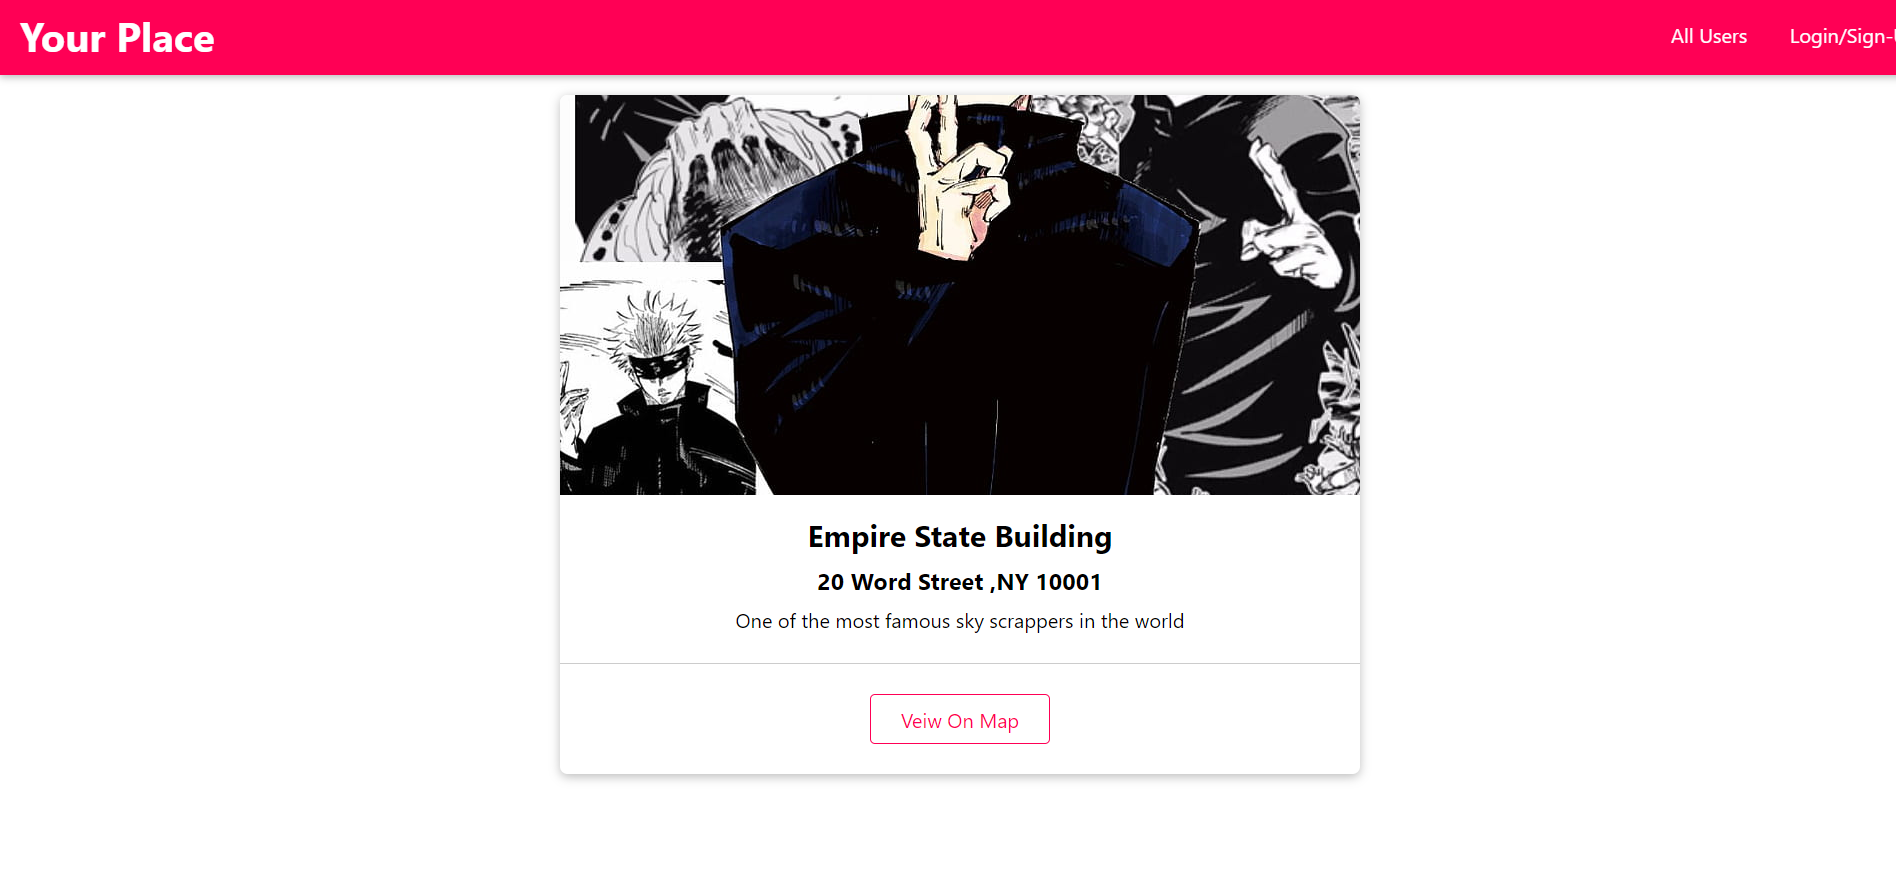 Your Place
All Users
Login/Sign-U
Empire State Building
20 Word Street ,NY 10001
One of the most famous sky scrappers in the world
Veiw On Map